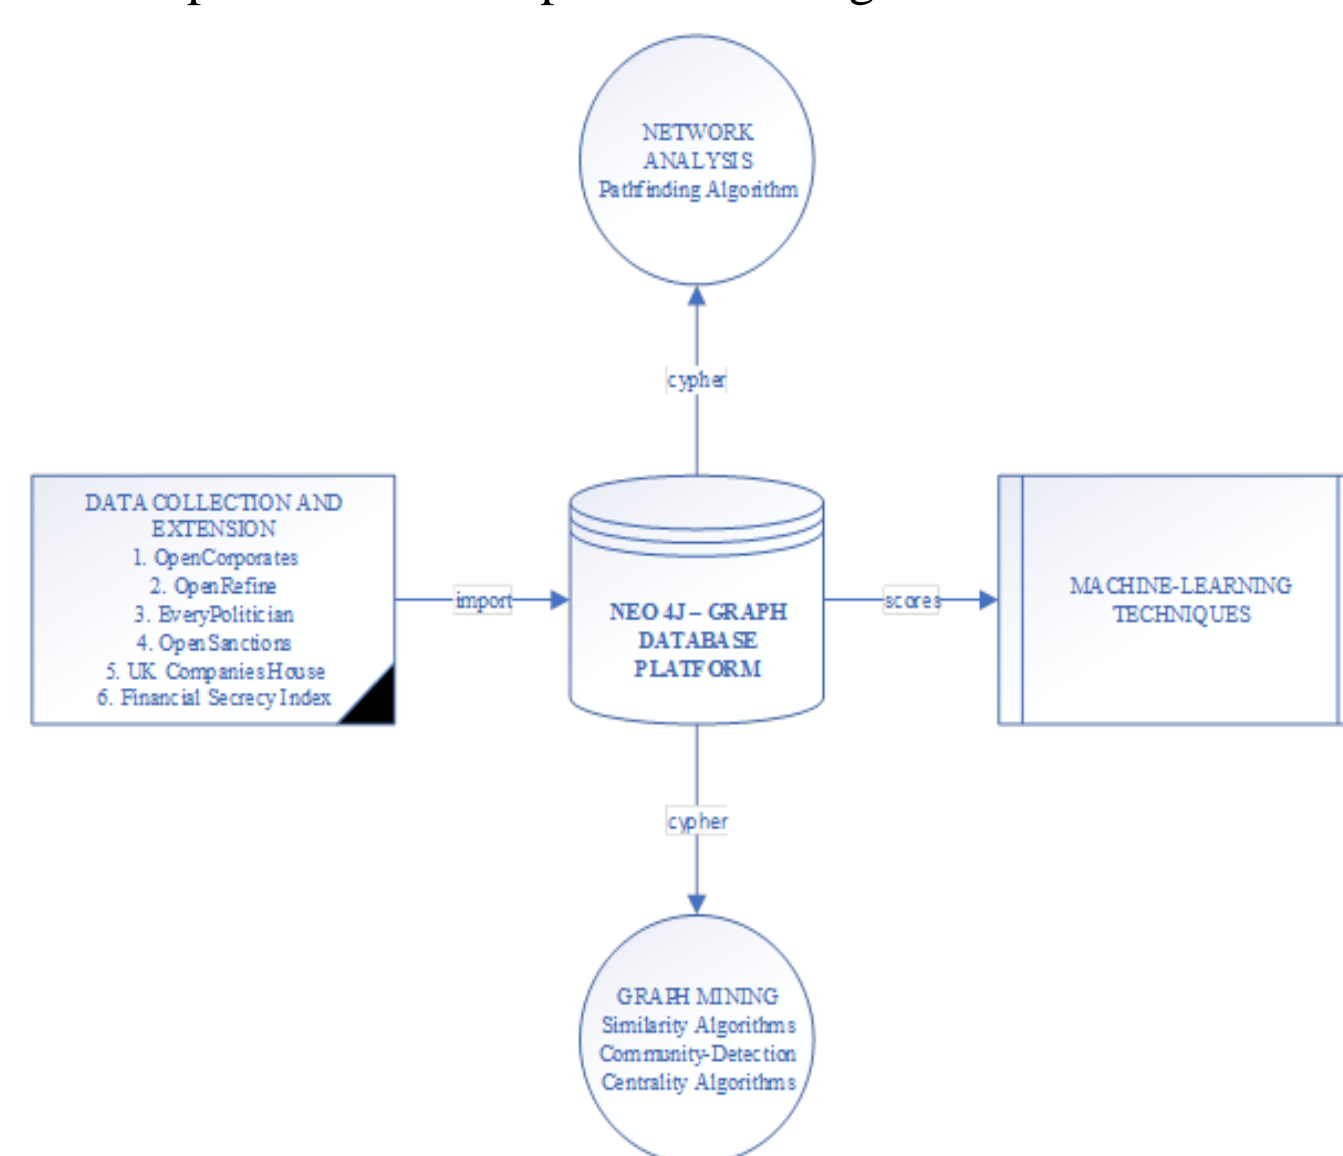 NETWORK
ANALYSIS
Pathfinding Algorithm
cypher
DATA COLLECTION AND
EXTENSION
1. OpenCorporates
2. OpenRefine
3. EveryPolitician
4. OpenSanctions
5. UK Companies House
6. Financial Secrecy Index
import
NEO 4J – GRAPH
DATABASE
PLATFORM
scores
MACHINE-LEARNING
TECHNIQUES
cypher
GRAPH MINING
Similarity Algorithms
Community-Detection
Centrality Algorithms